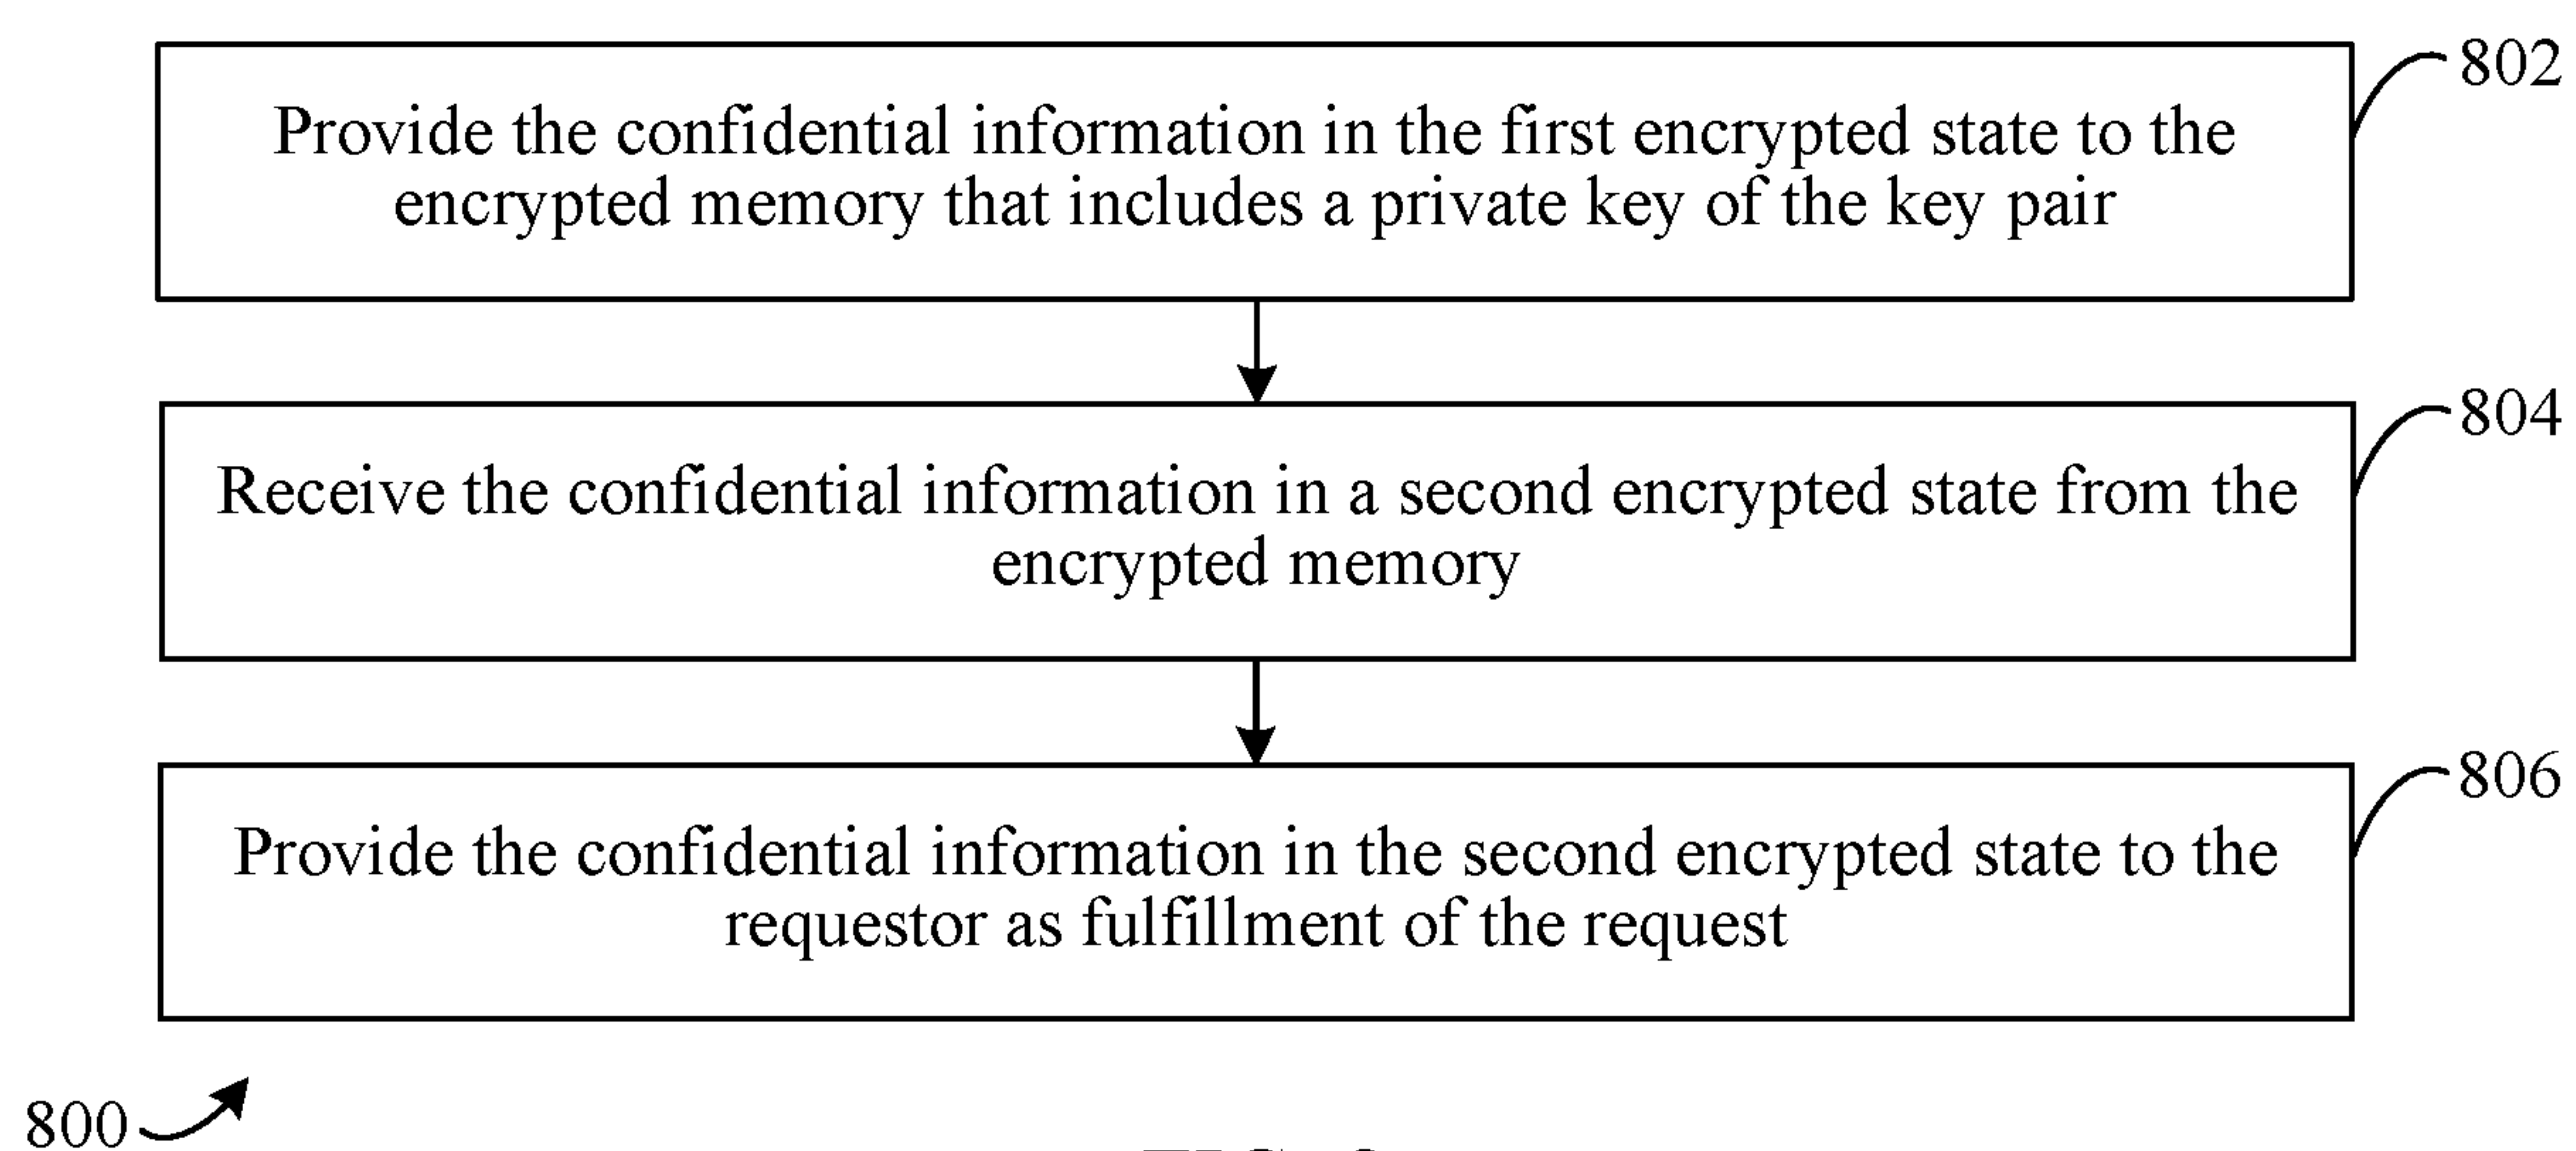 Provide the confidential information in the first encrypted state to the
encrypted memory that includes a private key of the key pair
802
Receive the confidential information in a second encrypted state from the
encrypted memory
804
Provide the confidential information in the second encrypted state to the
requestor as fulfillment of the request
806
800